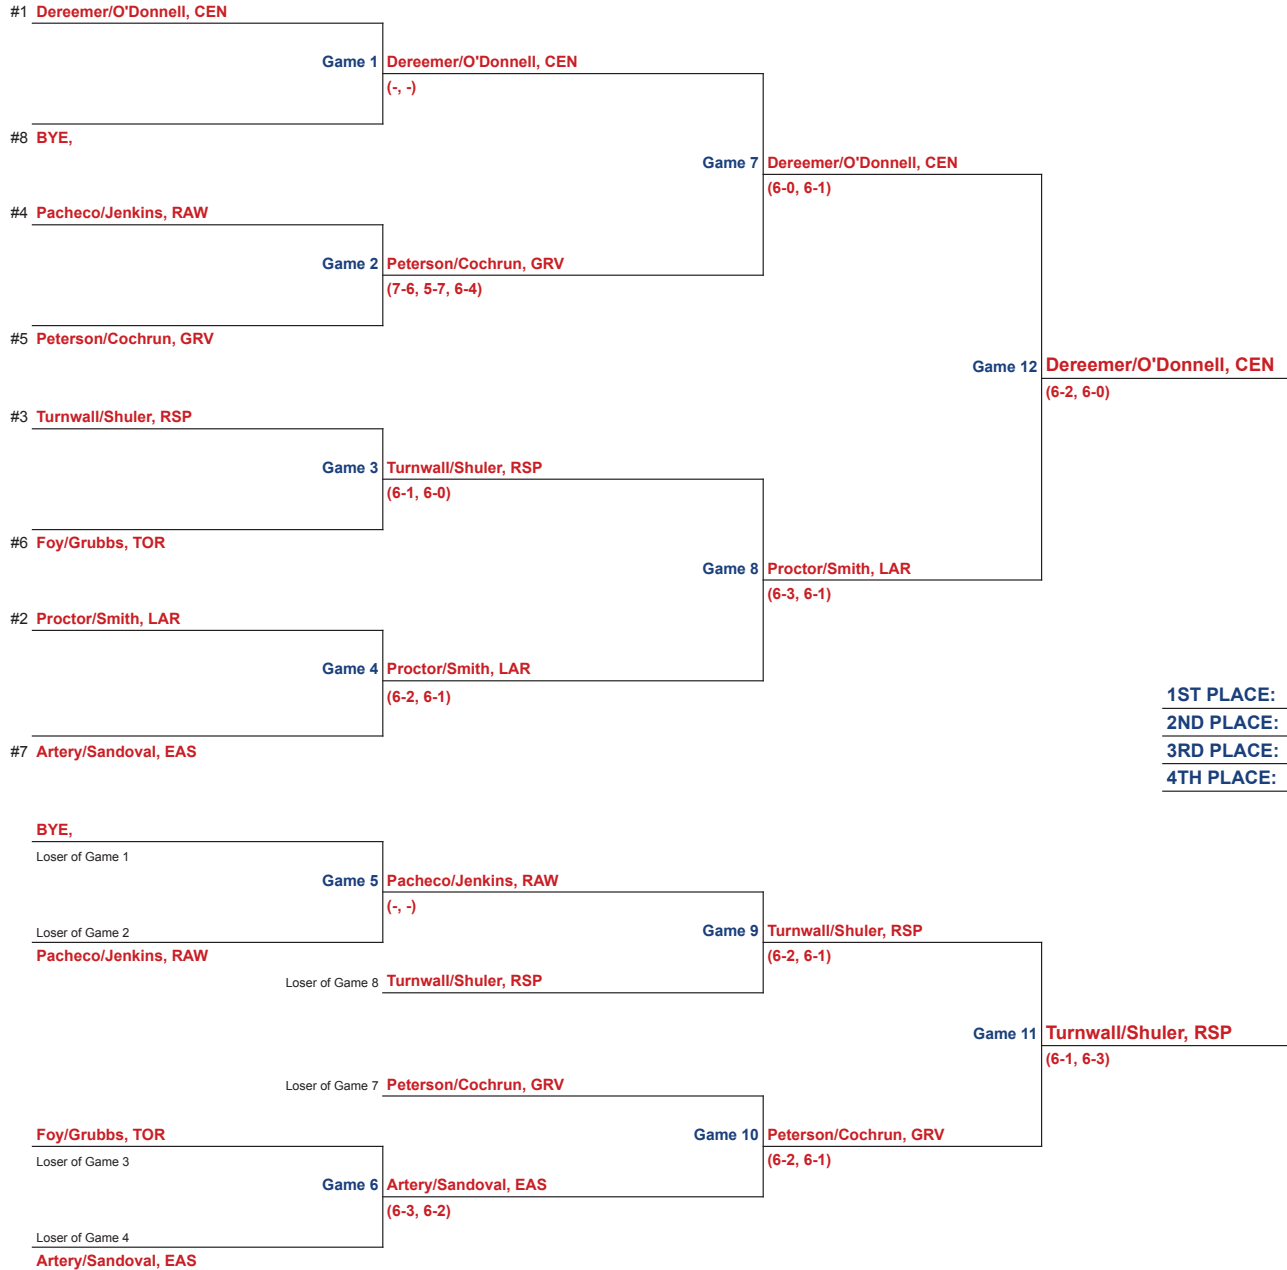 #1 Dereemer/O'Donnell, CEN
Game 1 Dereemer/O'Donnell, CEN
(-, -)
#8 BYE,
Game 7 Dereemer/O'Donnell, CEN
(6-0, 6-1)
#4 Pacheco/Jenkins, RAW
Game 2 Peterson/Cochrun, GRV
(7-6, 5-7, 6-4)
#5 Peterson/Cochrun, GRV
Game 12 Dereemer/O'Donnell, CEN
(6-2, 6-0)
#3 Turnwall/Shuler, RSP
Game 3 Turnwall/Shuler, RSP
(6-1, 6-0)
#6 Foy/Grubbs, TOR
Game 8 Proctor/Smith, LAR
(6-3, 6-1)
#2 Proctor/Smith, LAR
Game 4 Proctor/Smith, LAR
(6-2, 6-1)
#7 Artery/Sandoval, EAS
1ST PLACE:
2ND PLACE:
3RD PLACE:
4TH PLACE:
BYE,
Loser of Game 1
Game 5 Pacheco/Jenkins, RAW
(-, -)
Loser of Game 2
Pacheco/Jenkins, RAW
Game 9 Turnwall/Shuler, RSP
(6-2, 6-1)
Loser of Game 8 Turnwall/Shuler, RSP
Game 11 Turnwall/Shuler, RSP
(6-1, 6-3)
Loser of Game 7 Peterson/Cochrun, GRV
Foy/Grubbs, TOR
Loser of Game 3
Game 10 Peterson/Cochrun, GRV
(6-2, 6-1)
Game 6 Artery/Sandoval, EAS
(6-3, 6-2)
Loser of Game 4
Artery/Sandoval, EAS